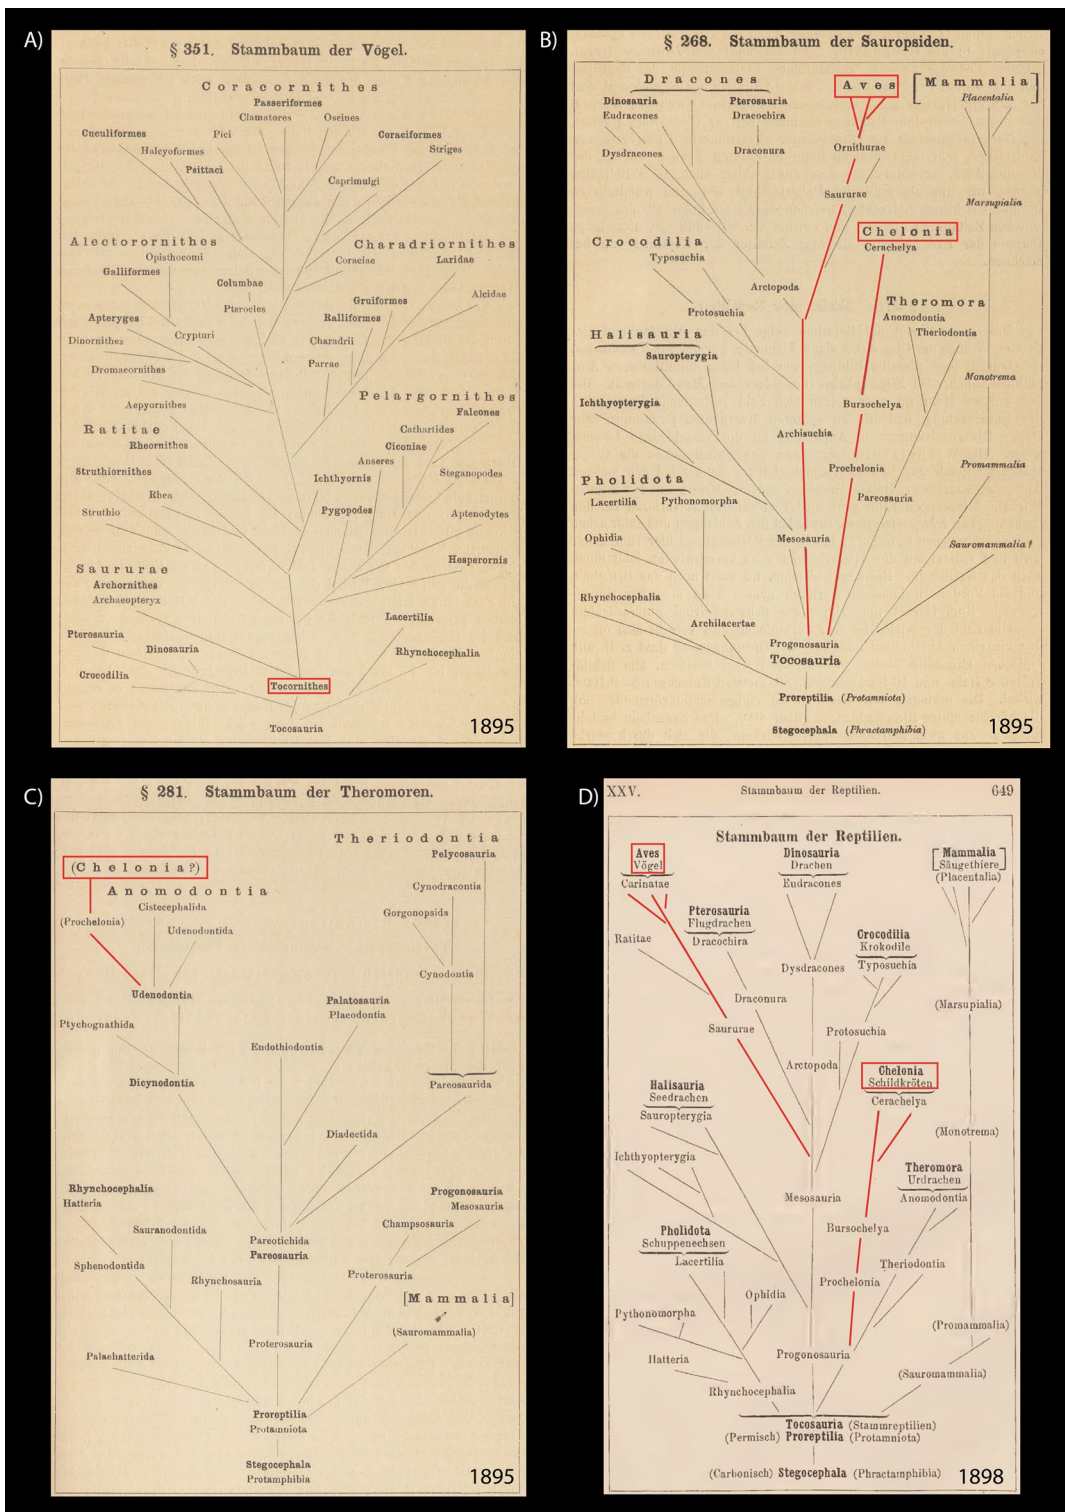 A)
§ 351. Stammbaum der Vögel.
Coracornithes
Passeriformes
Clamatores Oscines
Cuculiformes Pici Coraciformes
Halcyoformes Striges
Psittaci
Caprimulgi
Alectorornithes Charadriornithes
Opisthocomi Coraciae Laridae
Galliformes
Columbae
Gruiformes Alcidae
Pterocles
Apteryges Ralliformes
Crypturi
Dinornithes Charadrii
Parrae
Dromaeornithes
Pelargornithes
Aepyornithes Falcones
Ratitae Cathartides
Rheornithes Ciconiae
Anseres
Struthiornithes Ichthyornis Steganopodes
Rhea
Struthio Pygopodes Aptenodytes
Hesperornis
Saururae
Archornithes
Archaeopteryx
Lacertilia
Pterosauria
Dinosauria Rhynchocephalia
Crocodilia
Tocornithes
Tocosauria
1895
B)
§ 268. Stammbaum der Sauropsiden.
Dracones Aves [Mammalia]
Dinosauria Pterosauria Placentalia
Eudracones Dracochira
Dysdracones Draconura Ornithurae
Saururae Marsupialia
Chelonia
Crocodilia Cerachelya
Typosuchia
Arctopoda
Theromora
Protosuchia Anomodontia
Halisauria Theriodontia
Sauropterygia
Monotrema
Ichthyopterygia Bursochelya
Archisuchia
Prochelonia Promammalia
Pholidota
Lacertilia Pythonomorpha Pareosauria
Ophidia Mesosauria Sauromammalia?
Rhynchocephalia
Archilacertae
Progonosauria
Tocosauria
Proreptilia (Protamniota)
Stegocephala (Phractamphibia)
1895
C)
§ 281. Stammbaum der Theromoren.
Theriodontia
Pelycosauria
(Chelonia?)
Anomodontia Cynodracontia
Cistecephalida
(Prochelonia) Gorgonopsida
Udenodontida
Cynodontia
Udenodontia
Palatosauria
Placodontia
Ptychognathida
Endothiodontia
Dicynodontia Pareosaurida
Diadectida
Rhynchocephalia Progonosauria
Hatteria Mesosauria
Sauranodontida Champsosauria
Pareotichida
Pareosauria
Sphenodontida Proterosauria
Rhynchosauria
[Mammalia]
(Sauromammalia)
Proterosauria
Palaehatterida
Proreptilia
Protamniota
Stegocephala
Protamphibia
1895
D)
XXV. Stammbaum der Reptilien. 649
Stammbaum der Reptilien.
Aves Dinosauria [Mammalia]
Vögel Drachen Säugethiere
Carinatae Eudracones (Placentalia)
Pterosauria
Flugdrachen
Ratitae Dracochira Crocodilia
Krokodile
Dysdracones Typosuchia
Draconura (Marsupialia)
Saururae Protosuchia
Arctopoda Chelonia
Halisauria Schildkröten
Seedrachen Cerachelya
Sauropterygia
(Monotrema)
Ichthyopterygia Theromora
Urdrachen
Mesosauria Anomodontia
Pholidota Bursochelya
Schuppenechsen
Lacertilia Theriodontia
Prochelonia
Ophidia
Pythonomorpha (Promammalia)
Hatteria Progonosauria
(Sauromammalia)
Rhynchocephalia
Tocosauria (Stammreptilien)
(Permisch) Proreptilia (Protamniota)
(Carbonisch) Stegocephala (Phractamphibia)
1898